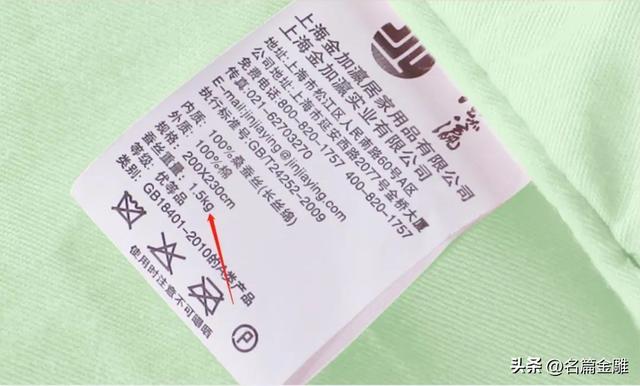 流
上海金加瀛居家用品有限公司
上海金加瀛实业有限公司
地址:上海市松江区人民南路60号A区
公司地址:上海市延安西路2077号金桥大厦
免费电话:800-820-1757 400-820-1757
传真:021-62703270
E-mail:jinjiaying@jinjiaying.com
执行标准号:GB/T24252-2009
内质: 100%桑蚕丝(长丝绵)
外质: 100%棉
规格: 200X230cm
蚕丝重量:
等级: 优等品
类别: GB18401-2010的A类产品
P
使用时注意不可曝晒
头条 @名篇金雕